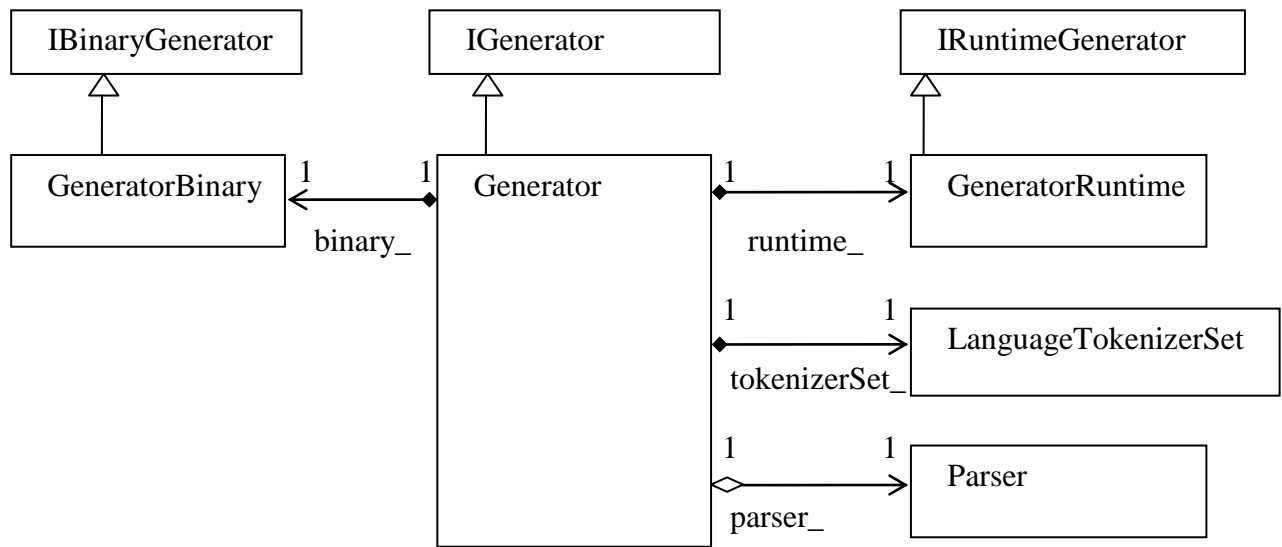 IBinaryGenerator
IGenerator
IRuntimeGenerator
GeneratorBinary
1
1
binary_
Generator
1
1
runtime_
GeneratorRuntime
1
1
tokenizerSet_
LanguageTokenizerSet
1
1
parser_
Parser